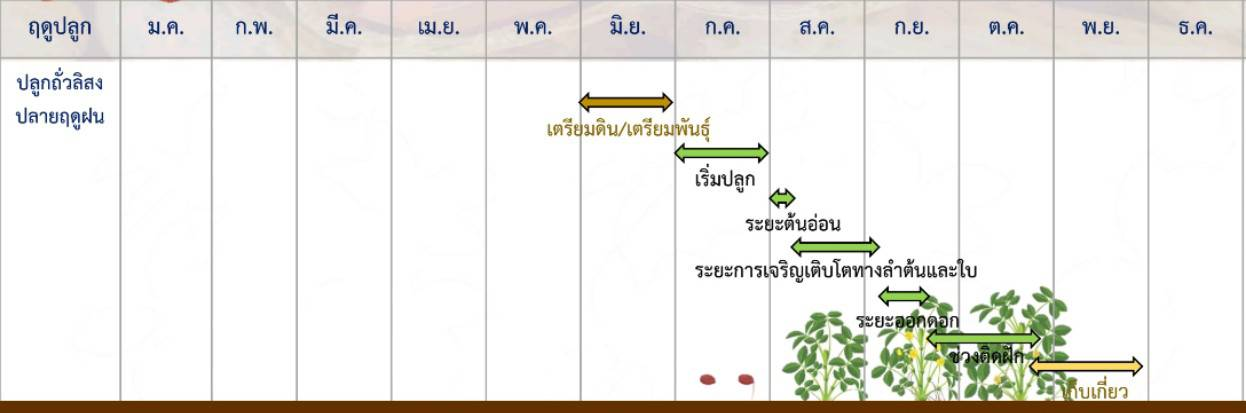 ฤดูปลูก ม.ค. ก.พ. มี.ค. เม.ย. พ.ค. มิ.ย. ก.ค. ส.ค. ก.ย. ต.ค. พ.ย. ธ.ค.
ปลูกถั่วลิสง
ปลายฤดูฝน
เตรียมดิน/เตรียมพันธุ์
เริ่มปลูก
ระยะต้นอ่อน
ระยะการเจริญเติบโตทางลำต้นและใบ
ระยะออกดอก
ช่วงติดฝัก
เก็บเกี่ยว